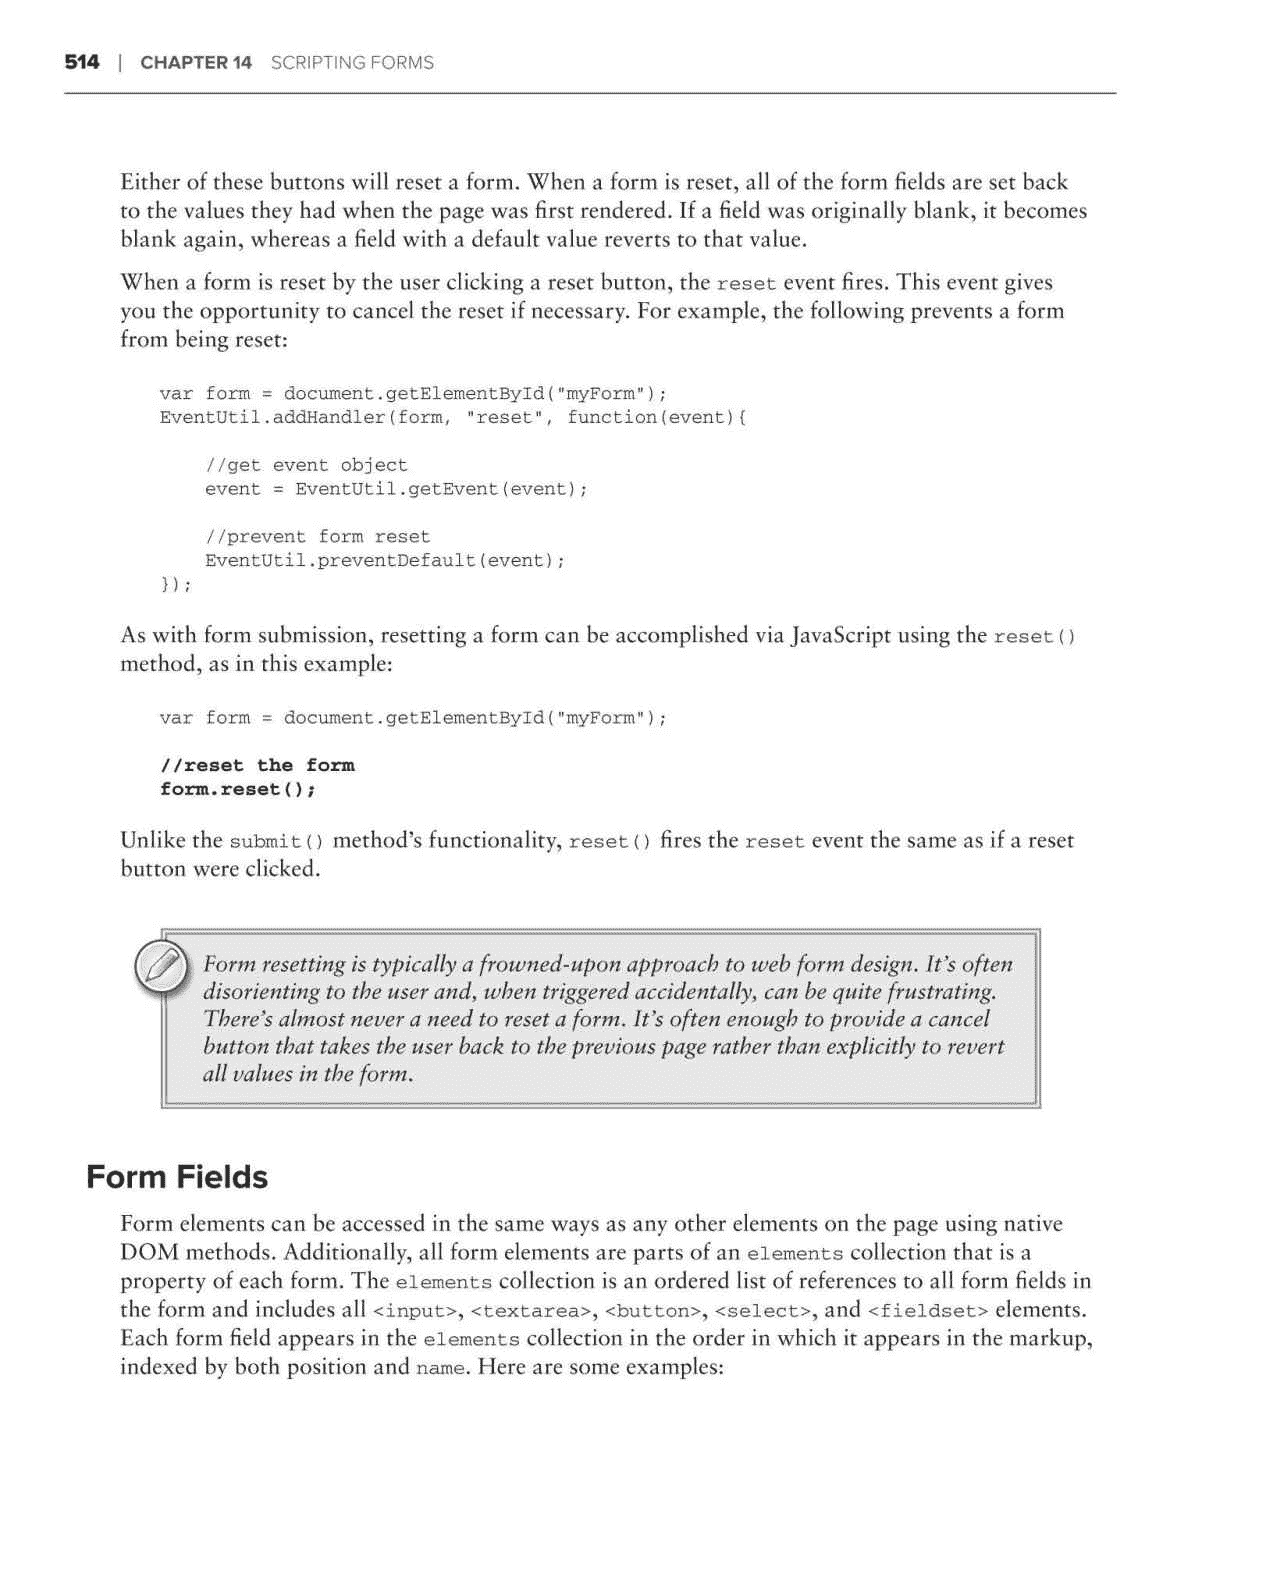 514 | CHAPTER 14 SCRIPTING FORMS
Either of these buttons will reset a form. When a form is reset, all of the form fields are set back
to the values they had when the page was first rendered. If a field was originally blank, it becomes
blank again, whereas a field with a default value reverts to that value.
When a form is reset by the user clicking a reset button, the reset event fires. This event gives
you the opportunity to cancel the reset if necessary. For example, the following prevents a form
from being reset:
var form = document.getElementById("myForm");
EventUtil.addHandler(form, "reset", function(event){
//get event object
event = EventUtil.getEvent(event);
//prevent form reset
EventUtil.preventDefault(event);
});
As with form submission, resetting a form can be accomplished via JavaScript using the reset()
method, as in this example:
var form = document.getElementById("myForm");
//reset the form
form.reset();
Unlike the submit() method’s functionality, reset() fires the reset event the same as if a reset
button were clicked.
Form resetting is typically a frowned-upon approach to web form design. It’s often
disorienting to the user and, when triggered accidentally, can be quite frustrating.
There’s almost never a need to reset a form. It’s often enough to provide a cancel
button that takes the user back to the previous page rather than explicitly to revert
all values in the form.
Form Fields
Form elements can be accessed in the same ways as any other elements on the page using native
DOM methods. Additionally, all form elements are parts of an elements collection that is a
property of each form. The elements collection is an ordered list of references to all form fields in
the form and includes all <input>, <textarea>, <button>, <select>, and <fieldset> elements.
Each form field appears in the elements collection in the order in which it appears in the markup,
indexed by both position and name. Here are some examples: